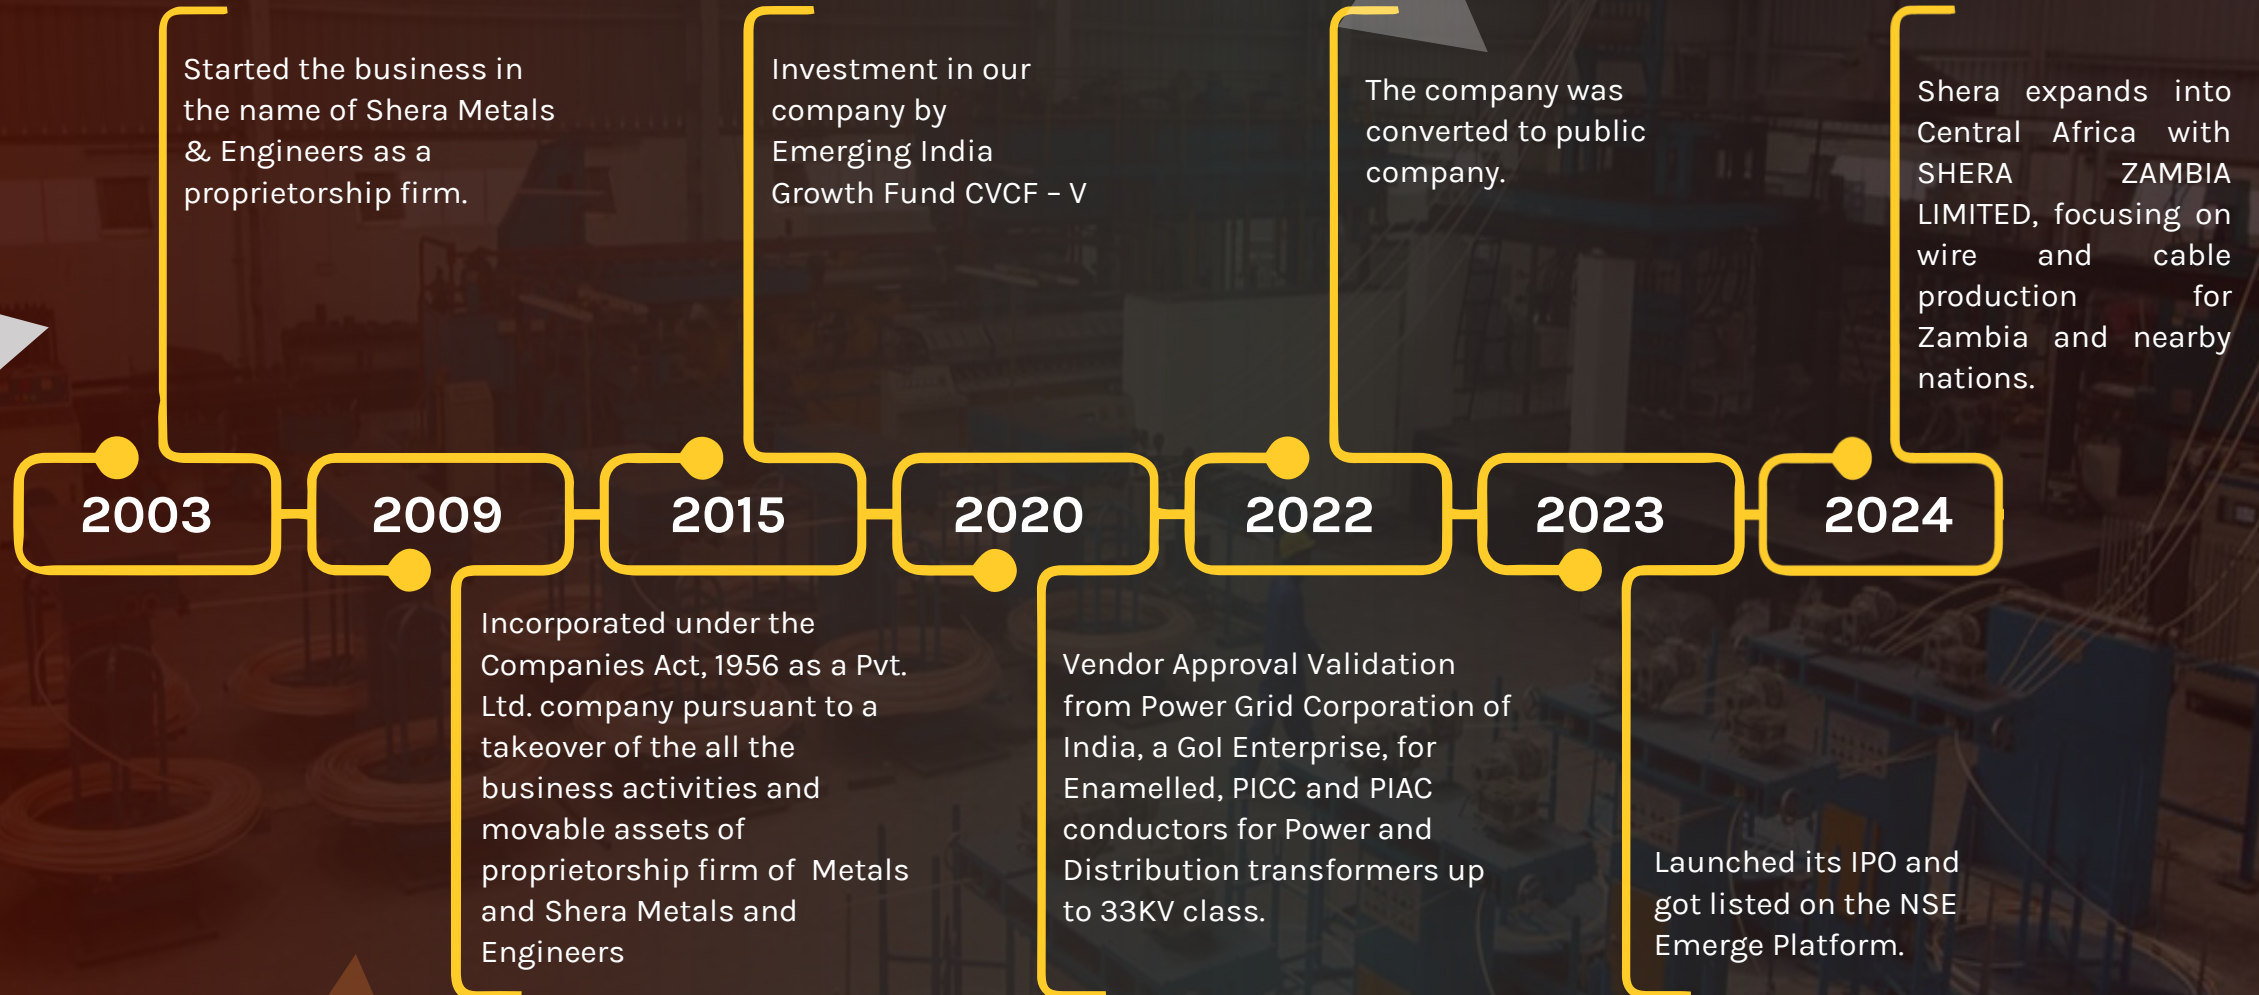 Started the business in
the name of Shera Metals
& Engineers as a
proprietorship firm.
Investment in our
company by
Emerging India
Growth Fund CVCF – V
The company was
converted to public
company.
Shera expands into
Central Africa with
SHERA ZAMBIA
LIMITED, focusing on
wire and cable
production for
Zambia and nearby
nations.
2003
2009
2015
2020
2022
2023
2024
Incorporated under the
Companies Act, 1956 as a Pvt.
Ltd. company pursuant to a
takeover of the all the
business activities and
movable assets of
proprietorship firm of Metals
and Shera Metals and
Engineers
Vendor Approval Validation
from Power Grid Corporation of
India, a GoI Enterprise, for
Enamelled, PICC and PIAC
conductors for Power and
Distribution transformers up
to 33KV class.
Launched its IPO and
got listed on the NSE
Emerge Platform.